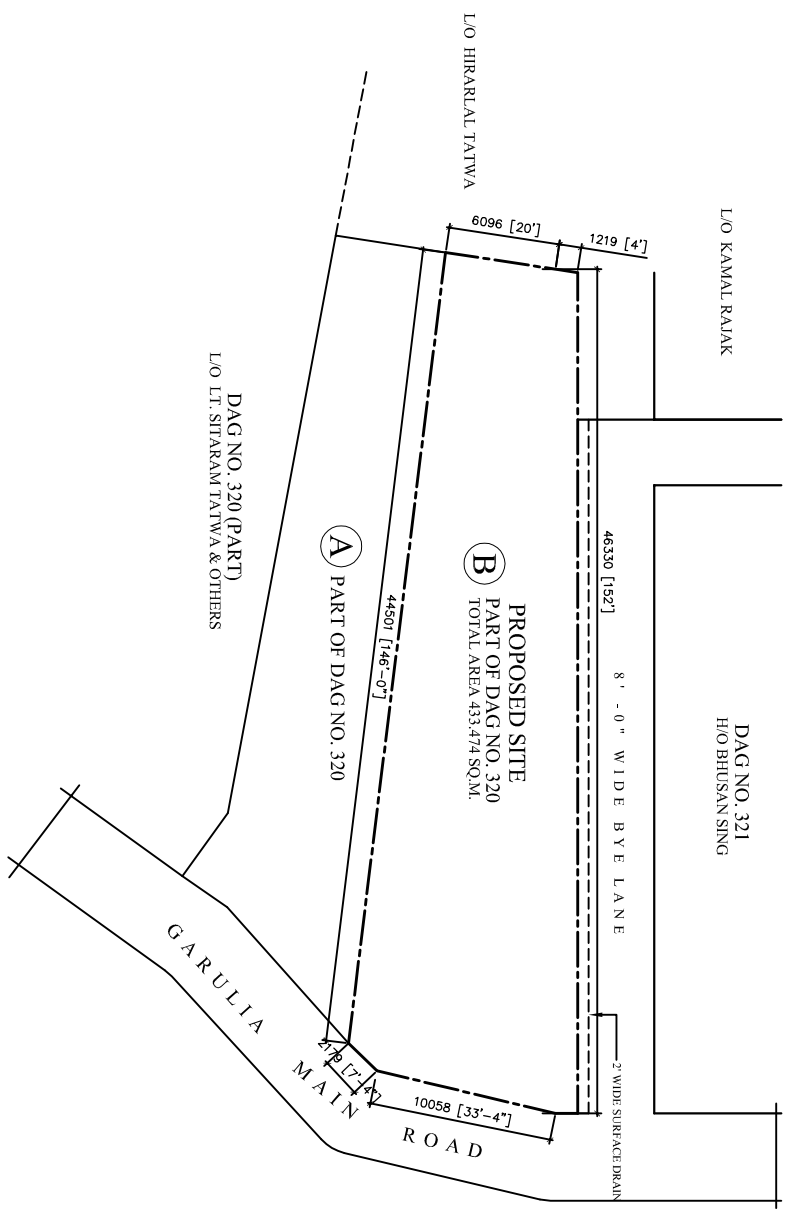 L/O HIRARLAL TATWA
L/O KAMAL RAJAK
6096 [20']
1219 [4']
DAG NO. 320 (PART)
L/O LT. SITARAM TATWA & OTHERS
A
PART OF DAG NO. 320
44501 [146'-0"]
B
PROPOSED SITE
PART OF DAG NO. 320
TOTAL AREA 433.474 SQ.M.
46330 [152']
8' - 0" WIDE BYE LANE
DAG NO. 321
H/O BHUSAN SING
2' WIDE SURFACE DRAIN
2179 [7'-4"]
10058 [33'-4"]
GARULIA MAIN ROAD